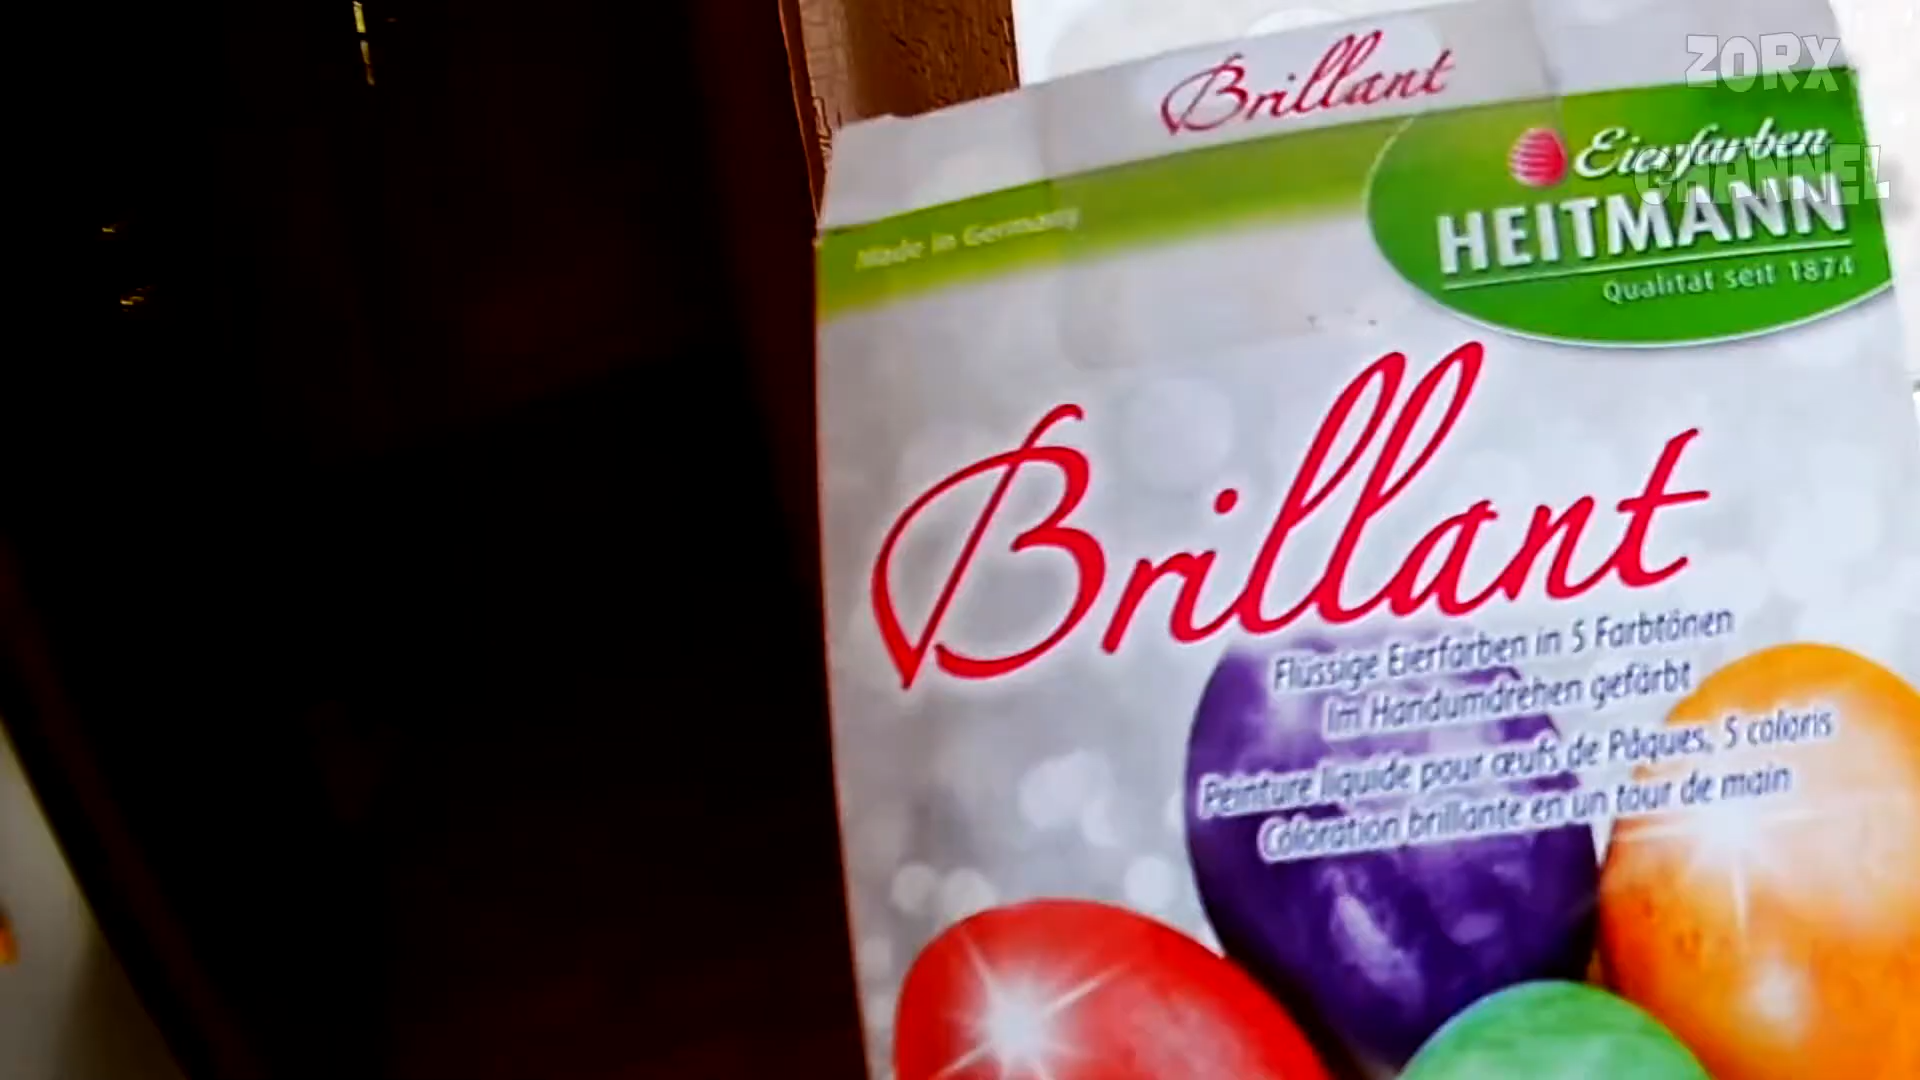 Brillant
ZORX
CHANNEL
Eierfarben
HEITMANN
Qualität seit 1874
Made in Germany
Brillant
Flüssige Eierfarben in 5 Farbtönen
Im Handumdrehen gefärbt
Peinture liquide pour œufs de Pâques, 5 coloris
Coloration brillante en un tour de main